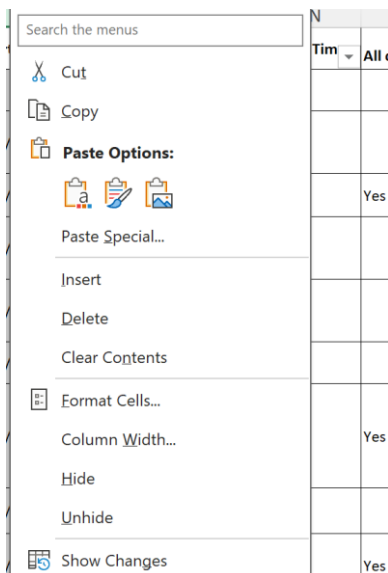 N
Search the menus
Tim
All
Cut
Copy
Paste Options:
Yes
Paste Special...
Insert
Delete
Clear Contents
Format Cells...
Column Width...
Yes
Hide
Unhide
Show Changes
Yes